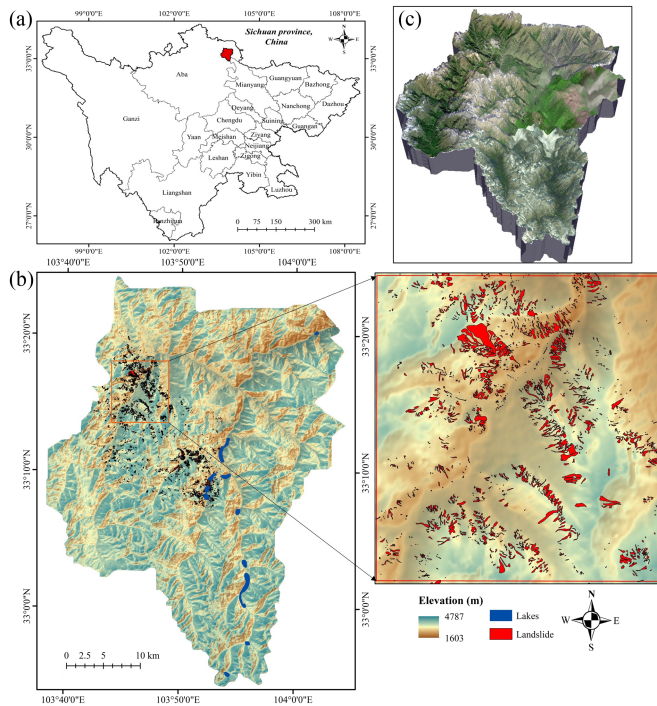 (a)
99°0'0"E
102°0'0"E
105°0'0"E
108°0'0"E
Sichuan province,
China
N
W
E
S
33°0'0"N
33°0'0"N
30°0'0"N
30°0'0"N
27°0'0"N
27°0'0"N
Aba
Guangyuan
Mianyang
Bazhong
Deyang
Nanchong
Dazhou
Ganzi
Chengdu
Suining
Guangan
Yaan
Meishan
Ziyang
Neijiang
Leshan
Zigong
Yibin
Liangshan
Luzhou
Panzhihua
0 75 150 300 km
99°0'0"E
102°0'0"E
105°0'0"E
108°0'0"E
(c)
(b)
103°40'0"E
103°50'0"E
104°0'0"E
33°20'0"N
33°20'0"N
33°10'0"N
33°10'0"N
33°0'0"N
33°0'0"N
0 2.5 5 10 km
103°40'0"E
103°50'0"E
104°0'0"E
Elevation (m)
4787
1603
Lakes
Landslide
N
W
E
S